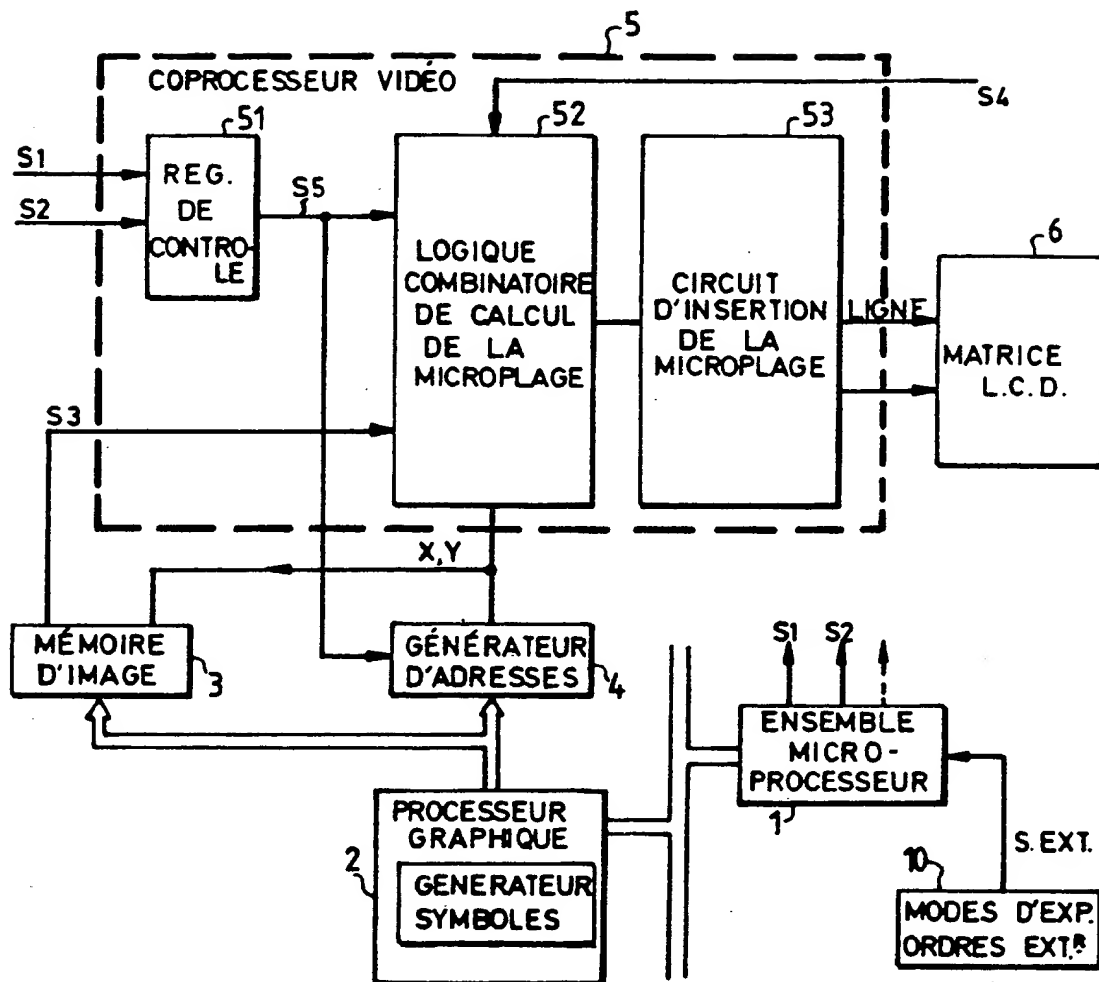 5
COPROCESSEUR VIDÉO
S4
51
52
53
S1
S2
REG.
DE
CONTRO-
LE
S5
LOGIQUE
COMBINATOIRE
DE CALCUL
DE LA
MICROPLAGE
CIRCUIT
D'INSERTION
DE LA
MICROPLAGE
LIGNE
6
MATRICE
L.C.D.
S3
X,Y
MÉMOIRE
D'IMAGE
3
GÉNÉRATEUR
D'ADRESSES
4
S1
S2
ENSEMBLE
MICRO-
PROCESSEUR
1
PROCESSEUR
GRAPHIQUE
2
GENERATEUR
SYMBOLES
S. EXT.
10
MODES D'EXP.
ORDRES EXT.R